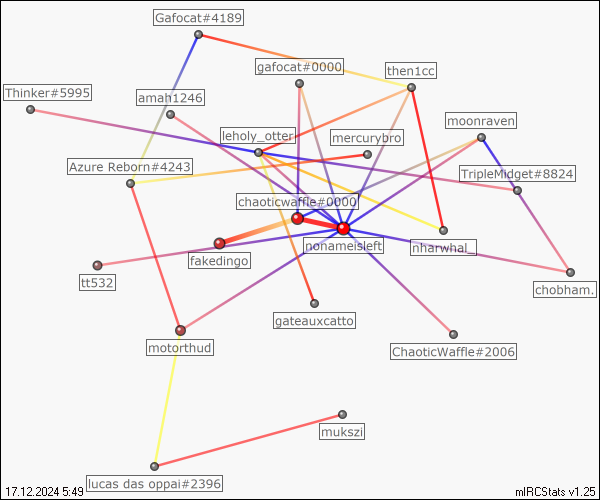 Gafocat#4189
gafocat#0000
then1cc
Thinker#5995
amah1246
moonraven
leholy_otter
mercurybro
Azure Reborn#4243
TripleMidget#8824
chaoticwaffle#0000
nonameisleft
nharwhal_
fakedingo
tt532
chobham.
gateauxcatto
motorthud
ChaoticWaffle#2006
mukszi
lucas das oppai#2396
17.12.2024 5:49
mIRCStats v1.25